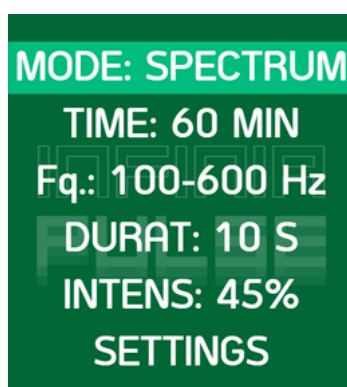 MODE: SPECTRUM
TIME: 60 MIN
Fq.: 100-600 Hz
DURAT: 10 S
INTENS: 45%
SETTINGS